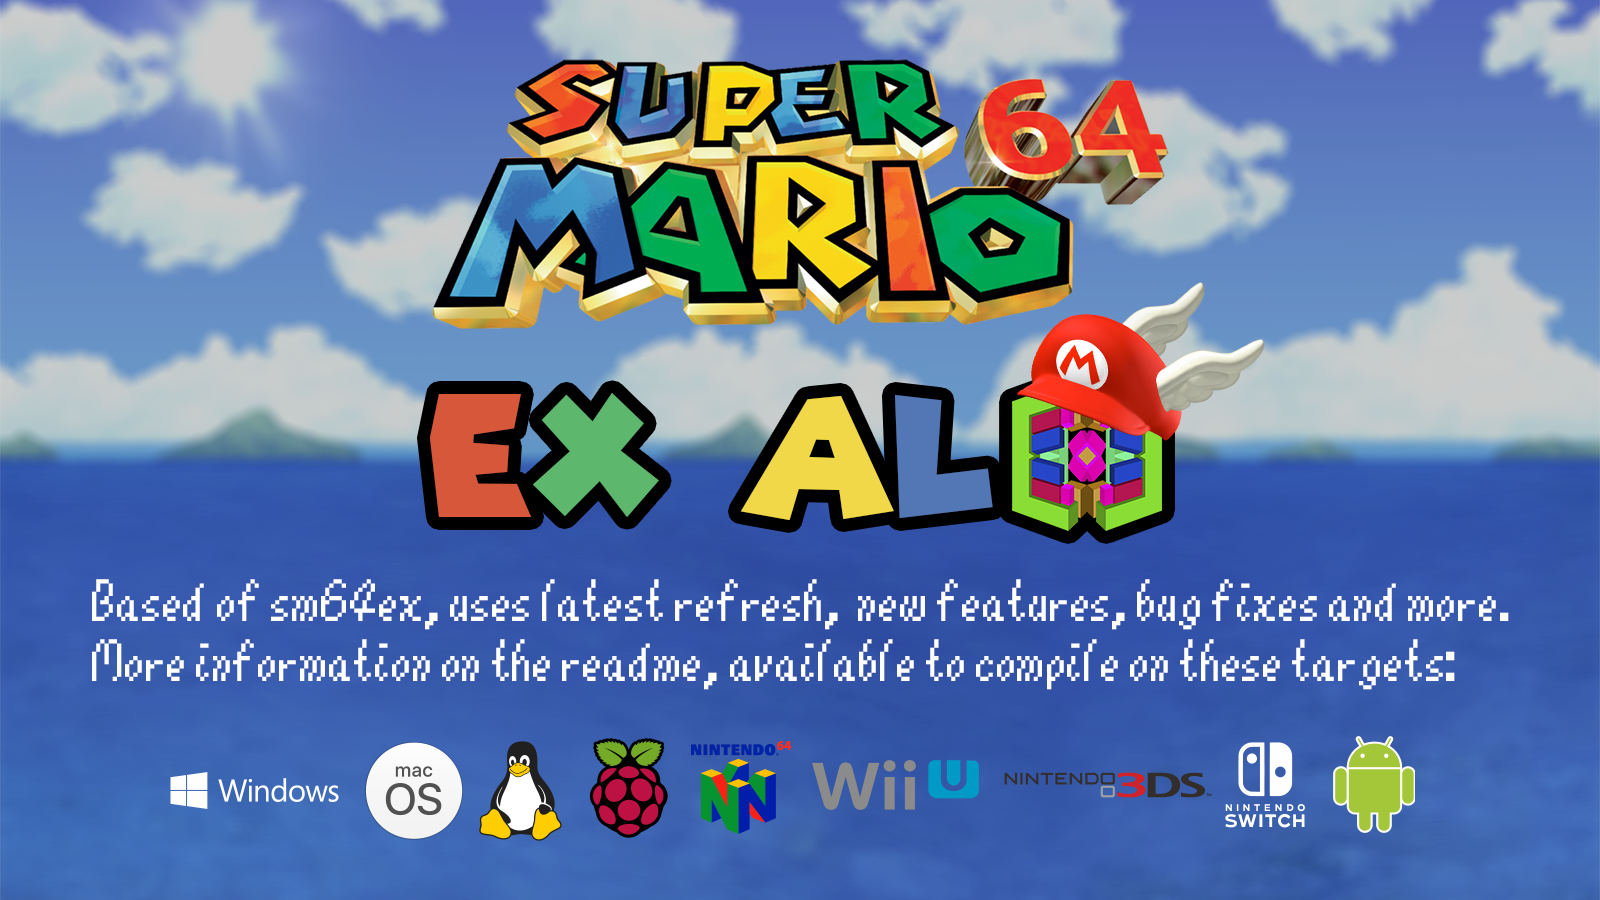 SUPER
MARIO 64
EX ALO
M
Based of sm64ex, uses latest refresh, new features, bug fixes and more.
More information on the readme, available to compile on these targets:
Windows
mac
OS
NINTENDO 64
Wii U
NINTENDO 3DS
NINTENDO
SWITCH